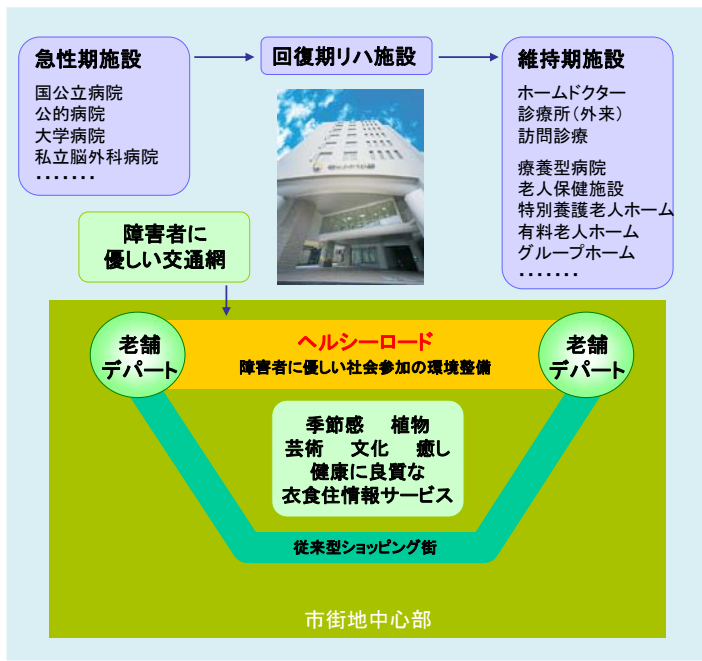 急性期施設
国公立病院
公的病院
大学病院
私立脳外科病院
・・・・・・・
回復期リハ施設
維持期施設
ホームドクター
診療所(外来)
訪問診療
療養型病院
老人保健施設
特別養護老人ホーム
有料老人ホーム
グループホーム
・・・・・・・
障害者に
優しい交通網
老舗
デパート
ヘルシーロード
障害者に優しい社会参加の環境整備
老舗
デパート
季節感 植物
芸術 文化 癒し
健康に良質な
衣食住情報サービス
従来型ショッピング街
市街地中心部